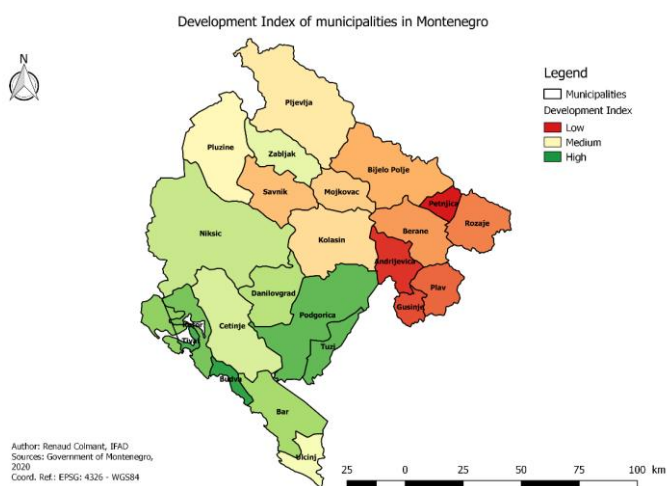 Development Index of municipalities in Montenegro
N
Legend
Municipalities
Development Index
Low
Medium
High
Pljevlja
Pluzine
Zabljak
Bijelo Polje
Savnik
Mojkovac
Petnjica
Rozaje
Niksic
Kolasin
Berane
Andrijevica
Plav
Gusinje
Danilovgrad
Podgorica
Kotor
Cetinje
Tivat
Tuzi
Budva
Bar
Ulcinj
Author: Renaud Colmant, IFAD
Sources: Government of Montenegro,
2020
Coord. Ref.: EPSG: 4326 - WGS84
25 0 25 50 75 100 km